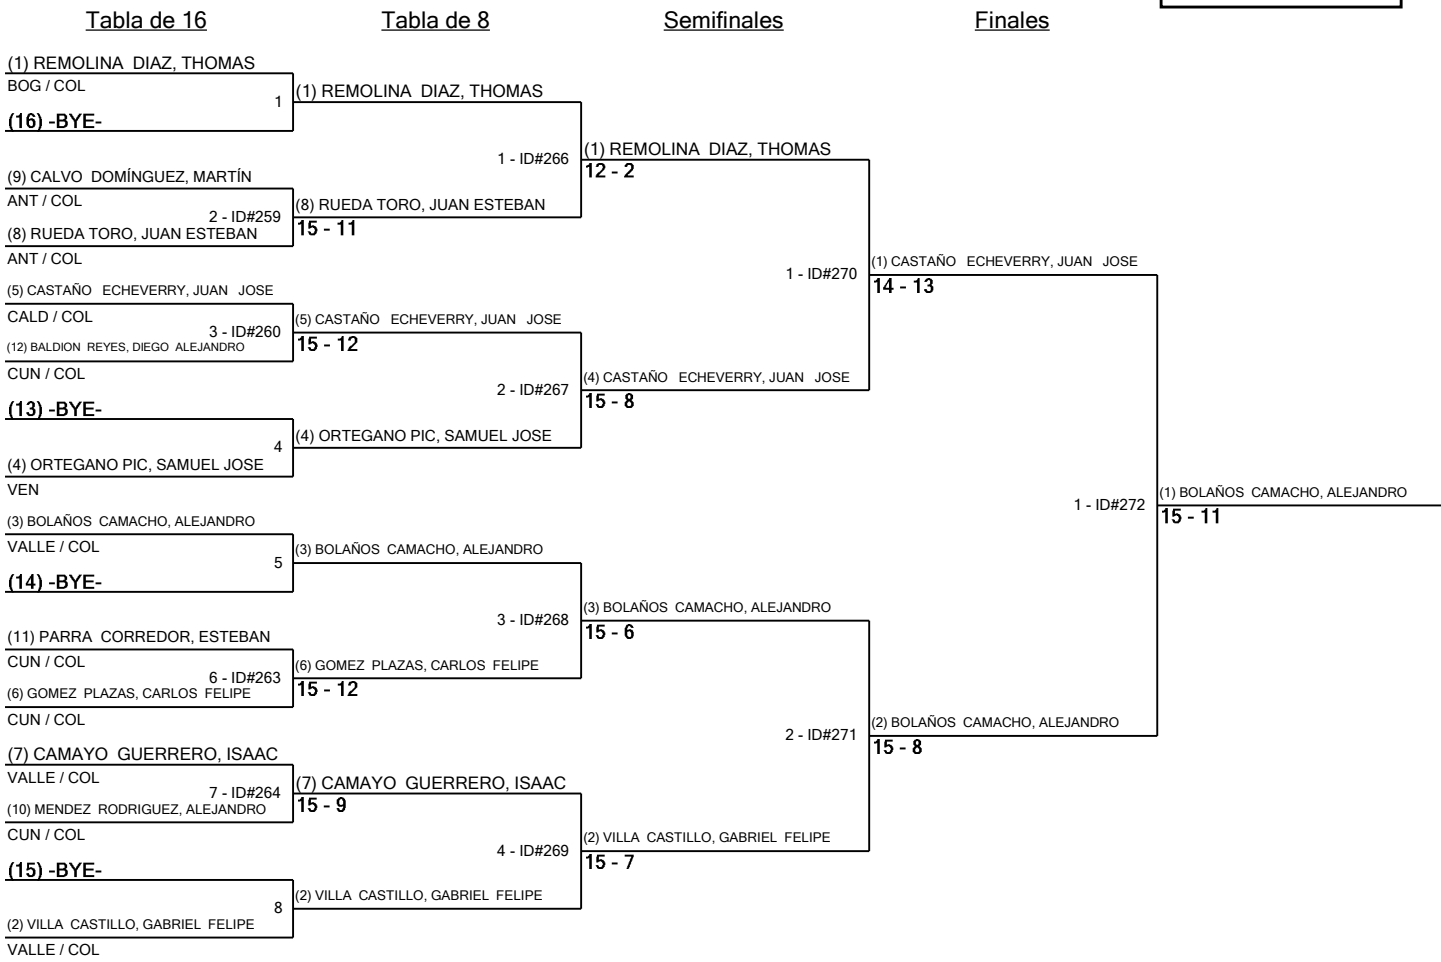 Tabla de 16
Tabla de 8
Semifinales
Finales
(1) REMOLINA DIAZ, THOMAS
BOG / COL
1
(16) -BYE-
(9) CALVO DOMÍNGUEZ, MARTÍN
ANT / COL
2 - ID#259
(8) RUEDA TORO, JUAN ESTEBAN
ANT / COL
(5) CASTAÑO ECHEVERRY, JUAN JOSE
CALD / COL
3 - ID#260
(12) BALDION REYES, DIEGO ALEJANDRO
CUN / COL
(13) -BYE-
4
(4) ORTEGANO PIC, SAMUEL JOSE
VEN
(3) BOLAÑOS CAMACHO, ALEJANDRO
VALLE / COL
5
(14) -BYE-
(11) PARRA CORREDOR, ESTEBAN
CUN / COL
6 - ID#263
(6) GOMEZ PLAZAS, CARLOS FELIPE
CUN / COL
(7) CAMAYO GUERRERO, ISAAC
VALLE / COL
7 - ID#264
(10) MENDEZ RODRIGUEZ, ALEJANDRO
CUN / COL
(15) -BYE-
8
(2) VILLA CASTILLO, GABRIEL FELIPE
VALLE / COL
(1) REMOLINA DIAZ, THOMAS
1 - ID#266
(8) RUEDA TORO, JUAN ESTEBAN
15 - 11
(5) CASTAÑO ECHEVERRY, JUAN JOSE
15 - 12
2 - ID#267
(4) ORTEGANO PIC, SAMUEL JOSE
(3) BOLAÑOS CAMACHO, ALEJANDRO
3 - ID#268
(6) GOMEZ PLAZAS, CARLOS FELIPE
15 - 12
(7) CAMAYO GUERRERO, ISAAC
15 - 9
4 - ID#269
(2) VILLA CASTILLO, GABRIEL FELIPE
(1) REMOLINA DIAZ, THOMAS
12 - 2
1 - ID#270
(4) CASTAÑO ECHEVERRY, JUAN JOSE
15 - 8
(3) BOLAÑOS CAMACHO, ALEJANDRO
15 - 6
2 - ID#271
(2) VILLA CASTILLO, GABRIEL FELIPE
15 - 7
(1) CASTAÑO ECHEVERRY, JUAN JOSE
14 - 13
1 - ID#272
(2) BOLAÑOS CAMACHO, ALEJANDRO
15 - 8
(1) BOLAÑOS CAMACHO, ALEJANDRO
15 - 11